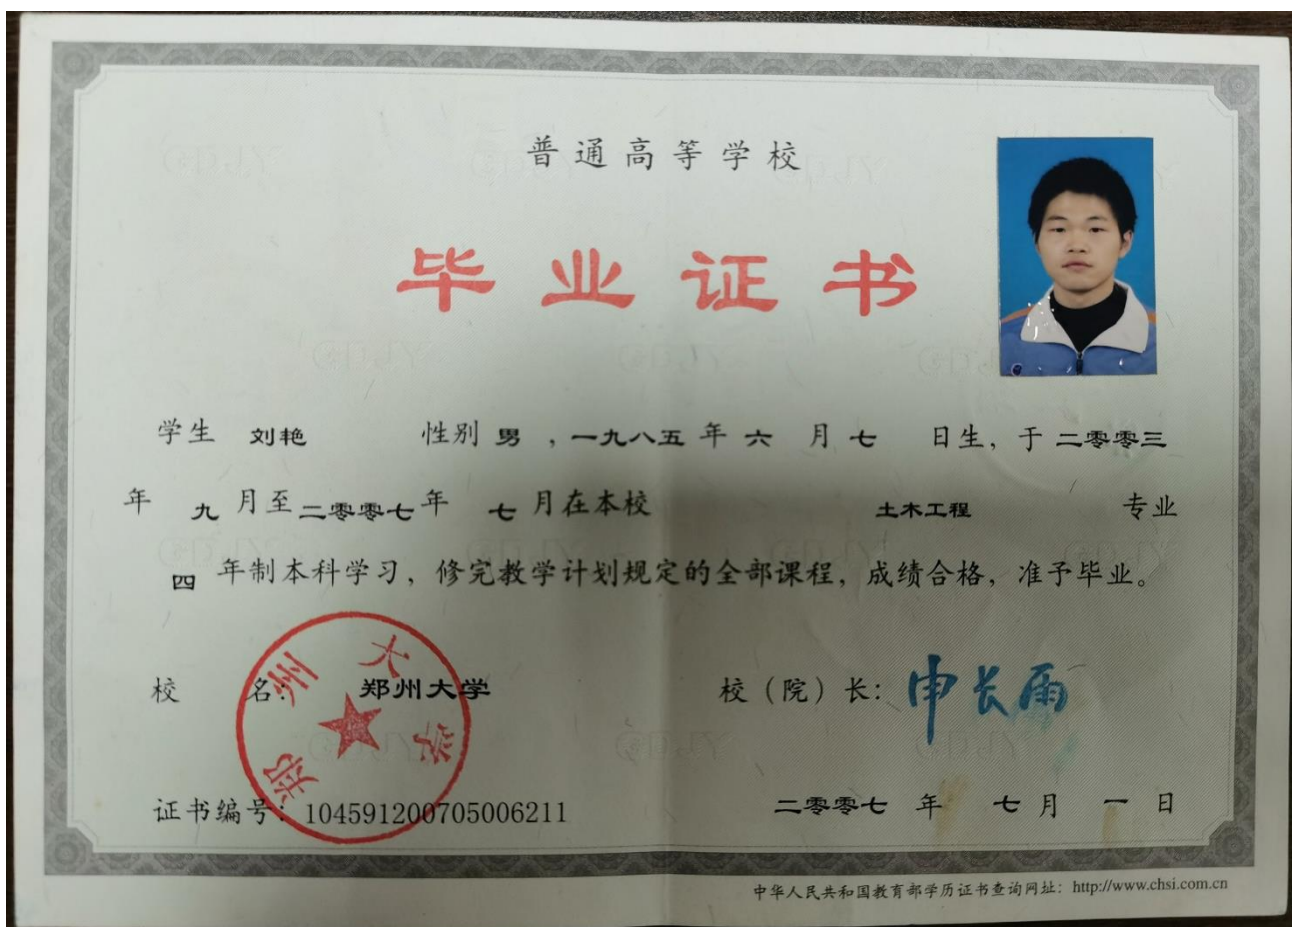 普通高等学校
毕业证书
学生 刘艳 性别 男 ，一九八五 年 六 月 七 日生，于 二零零三
年 九 月至 二零零七 年 七 月在本校 土木工程 专业
四 年制本科学习，修完教学计划规定的全部课程，成绩合格，准予毕业。
校 名： 郑州大学 校（院）长： 申长雨
郑州大学
证书编号：104591200705006211 二零零七 年 七 月 一 日
中华人民共和国教育部学历证书查询网址：http://www.chsi.com.cn